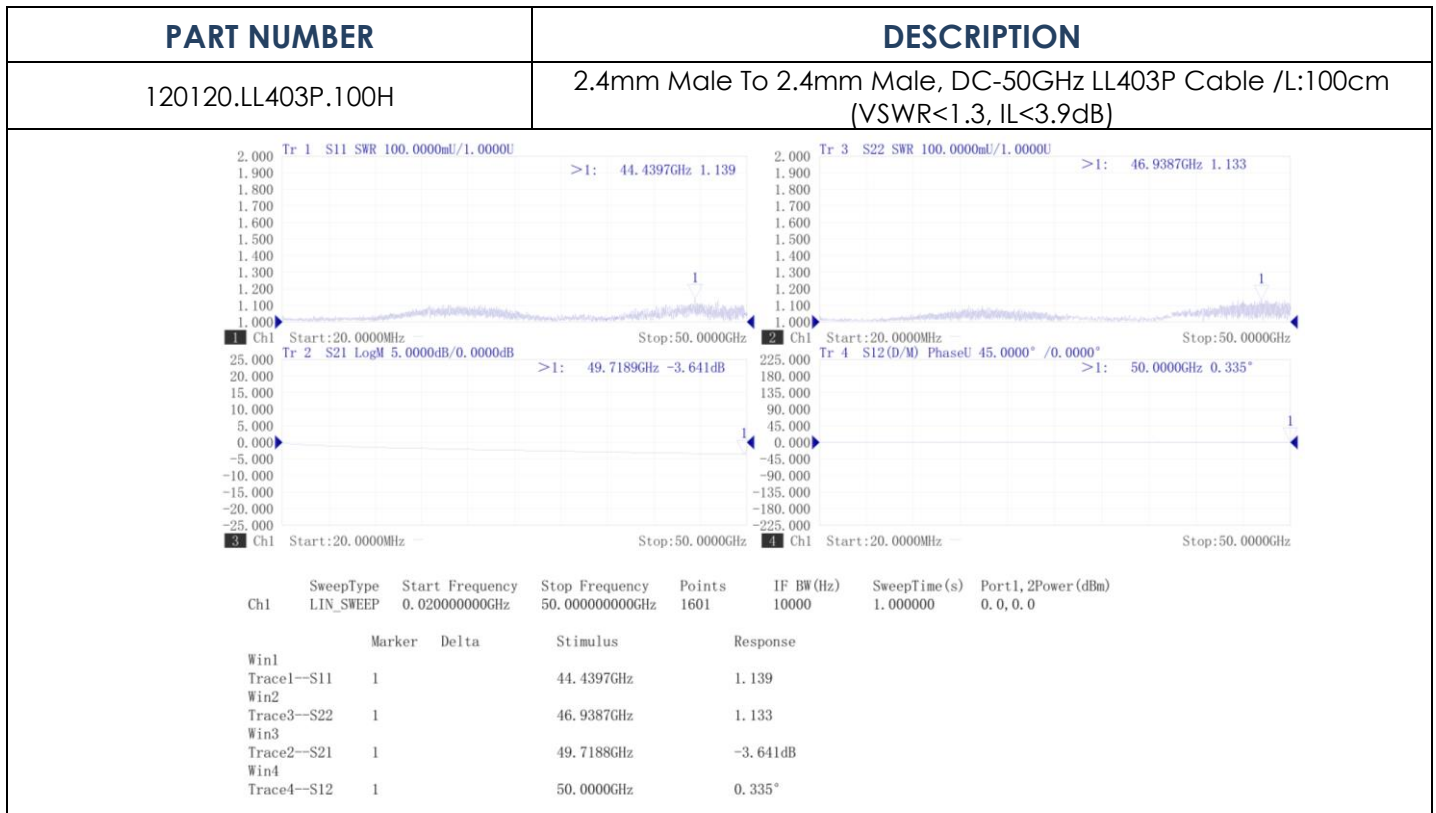 PART NUMBER
DESCRIPTION
120120.LL403P.100H
2.4mm Male To 2.4mm Male, DC-50GHz LL403P Cable /L:100cm
(VSWR<1.3, IL<3.9dB)
Tr 1 S11 SWR 100.0000mU/1.0000U
>1: 44.4397GHz 1.139
2.000
1.900
1.800
1.700
1.600
1.500
1.400
1.300
1.200
1.100
1.000
1
1 Ch1 Start:20.0000MHz Stop:50.0000GHz
Tr 3 S22 SWR 100.0000mU/1.0000U
>1: 46.9387GHz 1.133
2.000
1.900
1.800
1.700
1.600
1.500
1.400
1.300
1.200
1.100
1.000
1
2 Ch1 Start:20.0000MHz Stop:50.0000GHz
Tr 2 S21 LogM 5.0000dB/0.0000dB
>1: 49.7189GHz -3.641dB
25.000
20.000
15.000
10.000
5.000
0.000
-5.000
-10.000
-15.000
-20.000
-25.000
1
3 Ch1 Start:20.0000MHz Stop:50.0000GHz
Tr 4 S12(D/M) PhaseU 45.0000° /0.0000°
>1: 50.0000GHz 0.335°
225.000
180.000
135.000
90.000
45.000
0.000
-45.000
-90.000
-135.000
-180.000
-225.000
1
4 Ch1 Start:20.0000MHz Stop:50.0000GHz
SweepType Start Frequency Stop Frequency Points IF BW(Hz) SweepTime(s) Port1,2Power(dBm)
Ch1 LIN_SWEEP 0.020000000GHz 50.000000000GHz 1601 10000 1.000000 0.0,0.0
Marker Delta Stimulus Response
Win1
Trace1--S11 1 44.4397GHz 1.139
Win2
Trace3--S22 1 46.9387GHz 1.133
Win3
Trace2--S21 1 49.7188GHz -3.641dB
Win4
Trace4--S12 1 50.0000GHz 0.335°